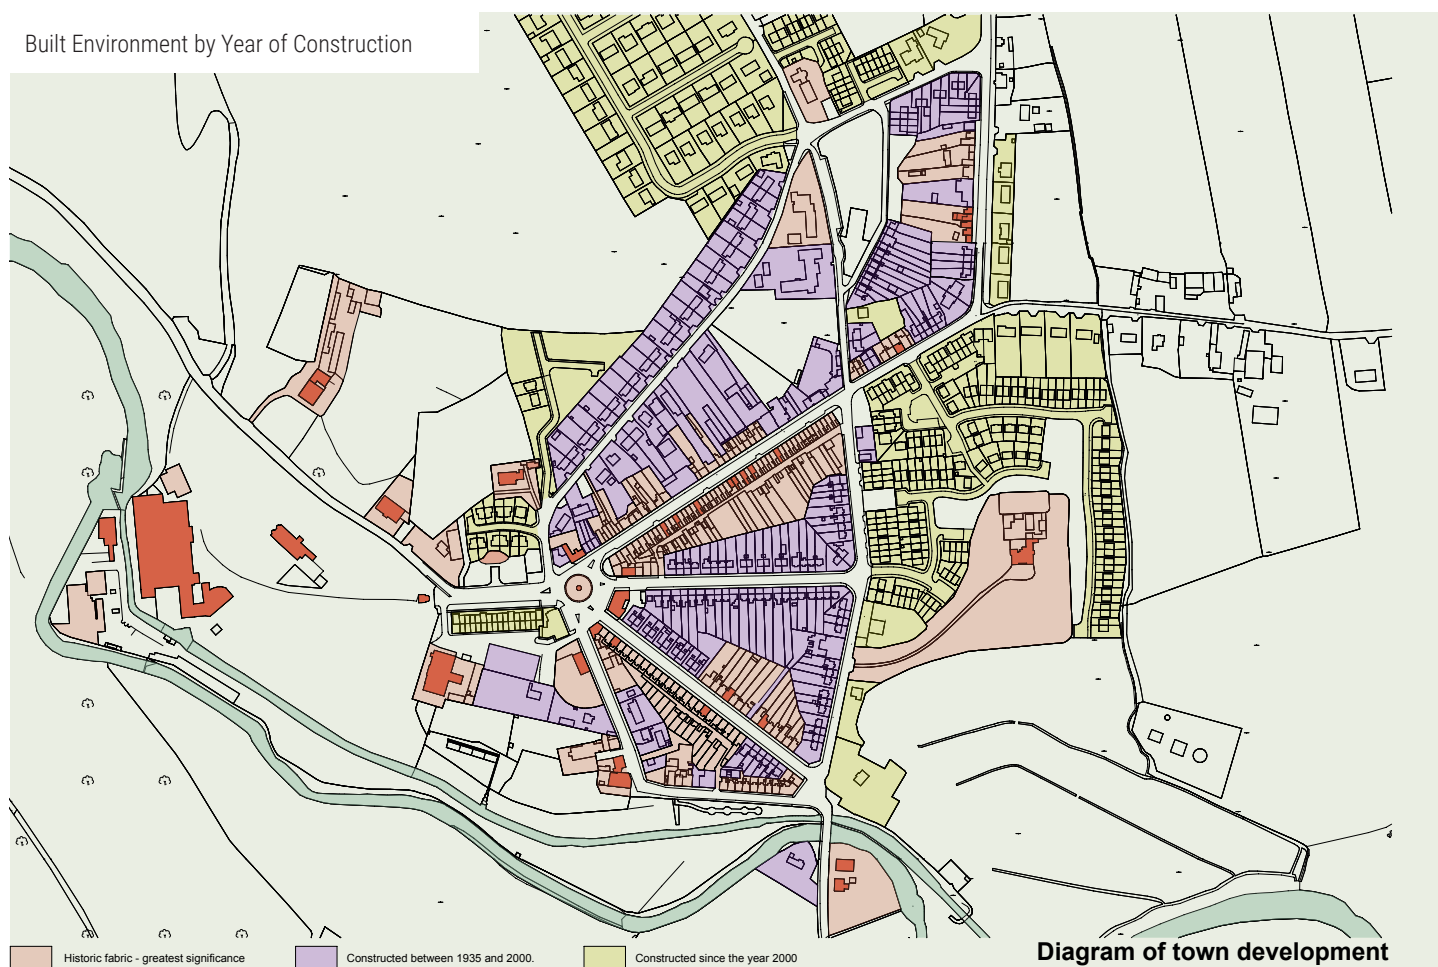 Built Environment by Year of Construction
Historic fabric - greatest significance
Constructed between 1935 and 2000.
Constructed since the year 2000
Diagram of town development